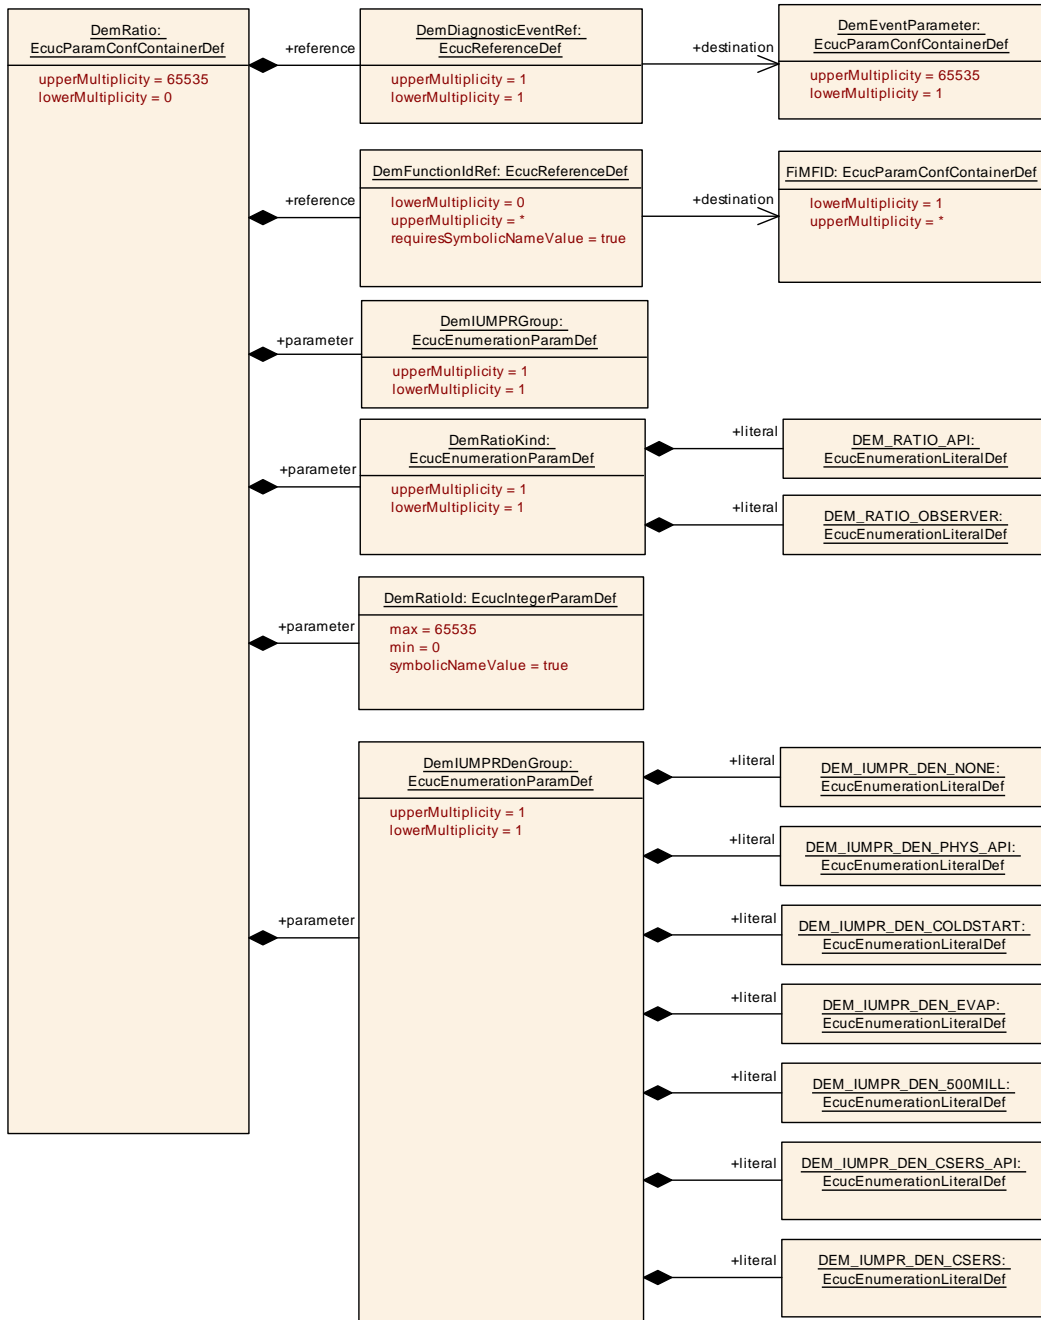 DemRatio:
EcucParamConfContainerDef
upperMultiplicity = 65535
lowerMultiplicity = 0
+reference
DemDiagnosticEventRef:
EcucReferenceDef
upperMultiplicity = 1
lowerMultiplicity = 1
+destination
DemEventParameter:
EcucParamConfContainerDef
upperMultiplicity = 65535
lowerMultiplicity = 1
+reference
DemFunctionIdRef: EcucReferenceDef
lowerMultiplicity = 0
upperMultiplicity = *
requiresSymbolicNameValue = true
+destination
FiMFID: EcucParamConfContainerDef
lowerMultiplicity = 1
upperMultiplicity = *
+parameter
DemIUMPRGroup:
EcucEnumerationParamDef
upperMultiplicity = 1
lowerMultiplicity = 1
+parameter
DemRatioKind:
EcucEnumerationParamDef
upperMultiplicity = 1
lowerMultiplicity = 1
+literal
DEM_RATIO_API:
EcucEnumerationLiteralDef
+literal
DEM_RATIO_OBSERVER:
EcucEnumerationLiteralDef
+parameter
DemRatioId: EcucIntegerParamDef
max = 65535
min = 0
symbolicNameValue = true
+parameter
DemIUMPRDenGroup:
EcucEnumerationParamDef
upperMultiplicity = 1
lowerMultiplicity = 1
+literal
DEM_IUMPR_DEN_NONE:
EcucEnumerationLiteralDef
+literal
DEM_IUMPR_DEN_PHYS_API:
EcucEnumerationLiteralDef
+literal
DEM_IUMPR_DEN_COLDSTART:
EcucEnumerationLiteralDef
+literal
DEM_IUMPR_DEN_EVAP:
EcucEnumerationLiteralDef
+literal
DEM_IUMPR_DEN_500MILL:
EcucEnumerationLiteralDef
+literal
DEM_IUMPR_DEN_CSERS_API:
EcucEnumerationLiteralDef
+literal
DEM_IUMPR_DEN_CSERS:
EcucEnumerationLiteralDef